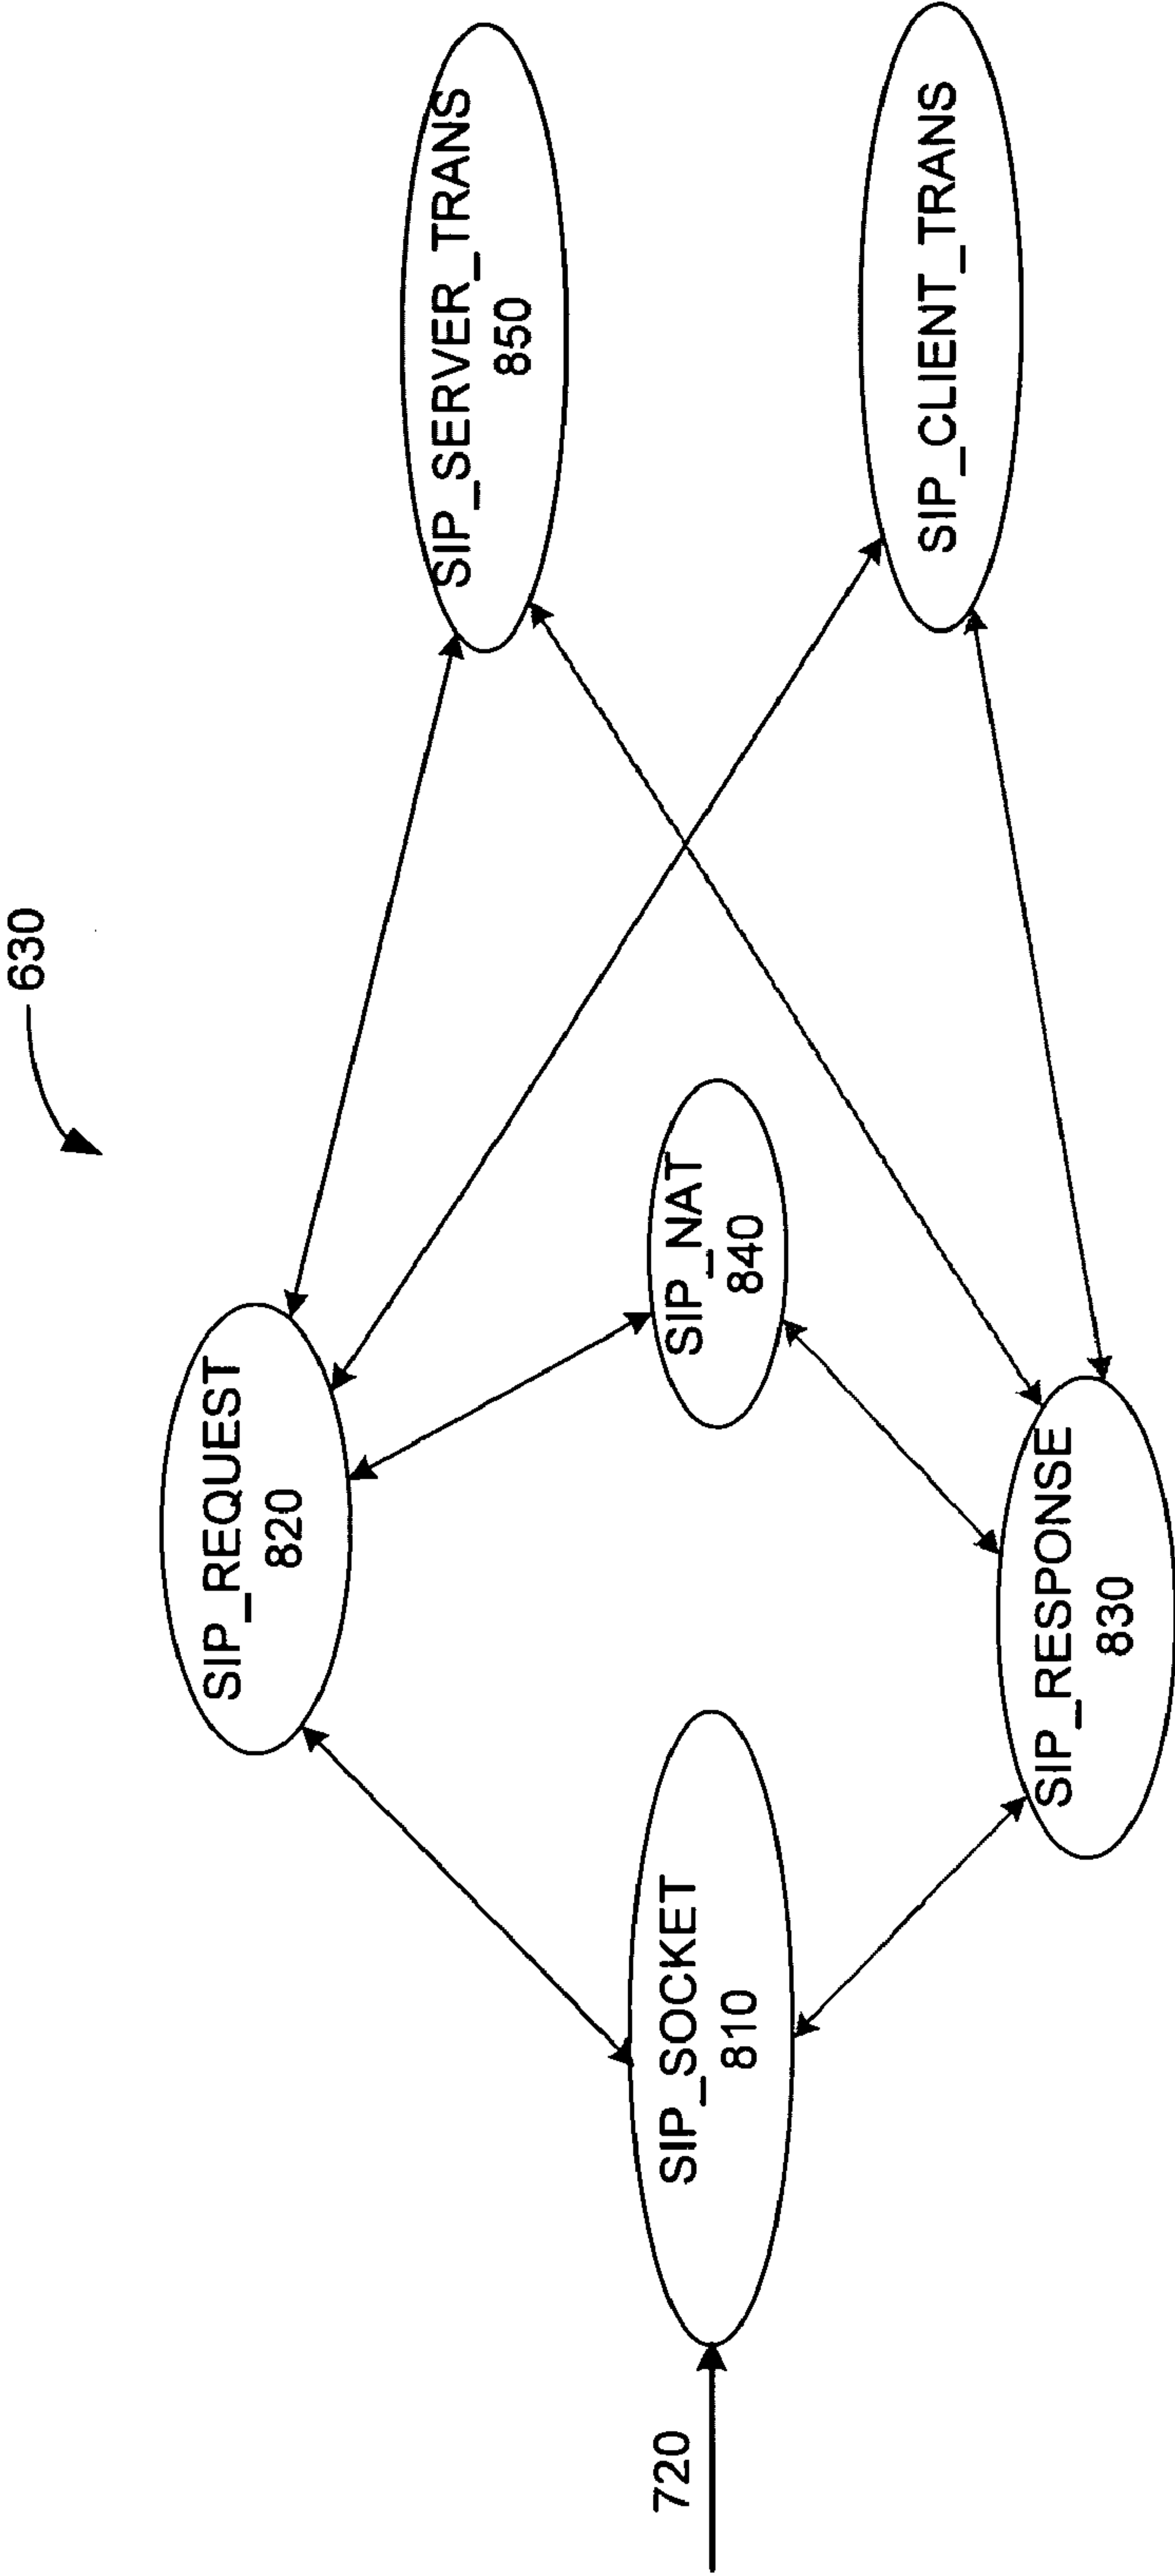 630
SIP_REQUEST
820
SIP_SERVER_TRANS
850
720
SIP_SOCKET
810
SIP_NAT
840
SIP_RESPONSE
830
SIP_CLIENT_TRANS